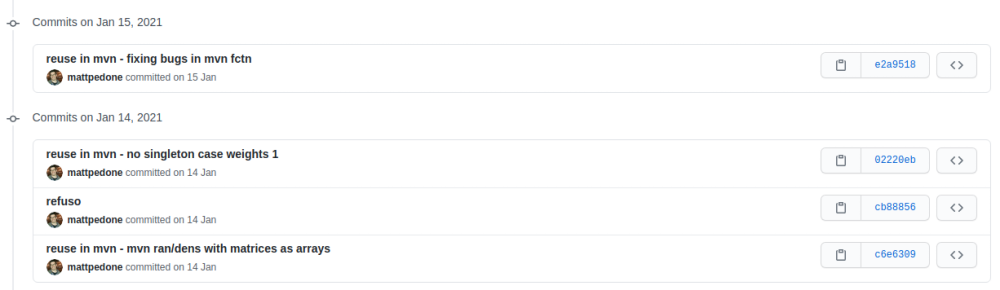 Commits on Jan 15, 2021
reuse in mvn - fixing bugs in mvn fctn
mattpedone committed on 15 Jan
e2a9518
Commits on Jan 14, 2021
reuse in mvn - no singleton case weights 1
mattpedone committed on 14 Jan
02220eb
refuso
mattpedone committed on 14 Jan
cb88856
reuse in mvn - mvn ran/dens with matrices as arrays
mattpedone committed on 14 Jan
c6e6309